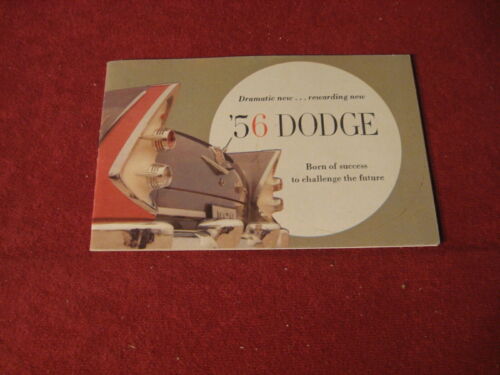 Dramatic new . . . rewarding new
'56 DODGE
Born of success
to challenge the future